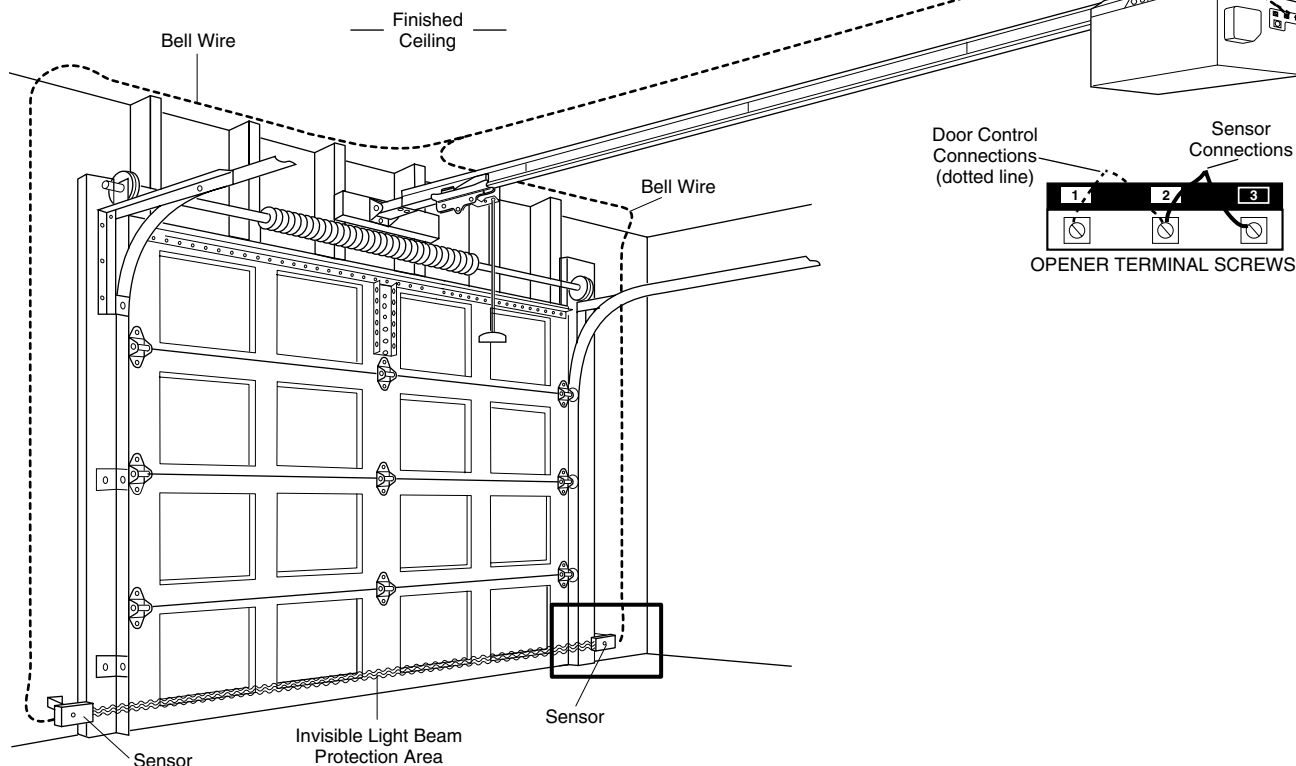 Finished
Ceiling
Bell Wire
Door Control
Connections
(dotted line)
Sensor
Connections
Bell Wire
1 2 3
OPENER TERMINAL SCREWS
Sensor
Invisible Light Beam
Protection Area
Sensor